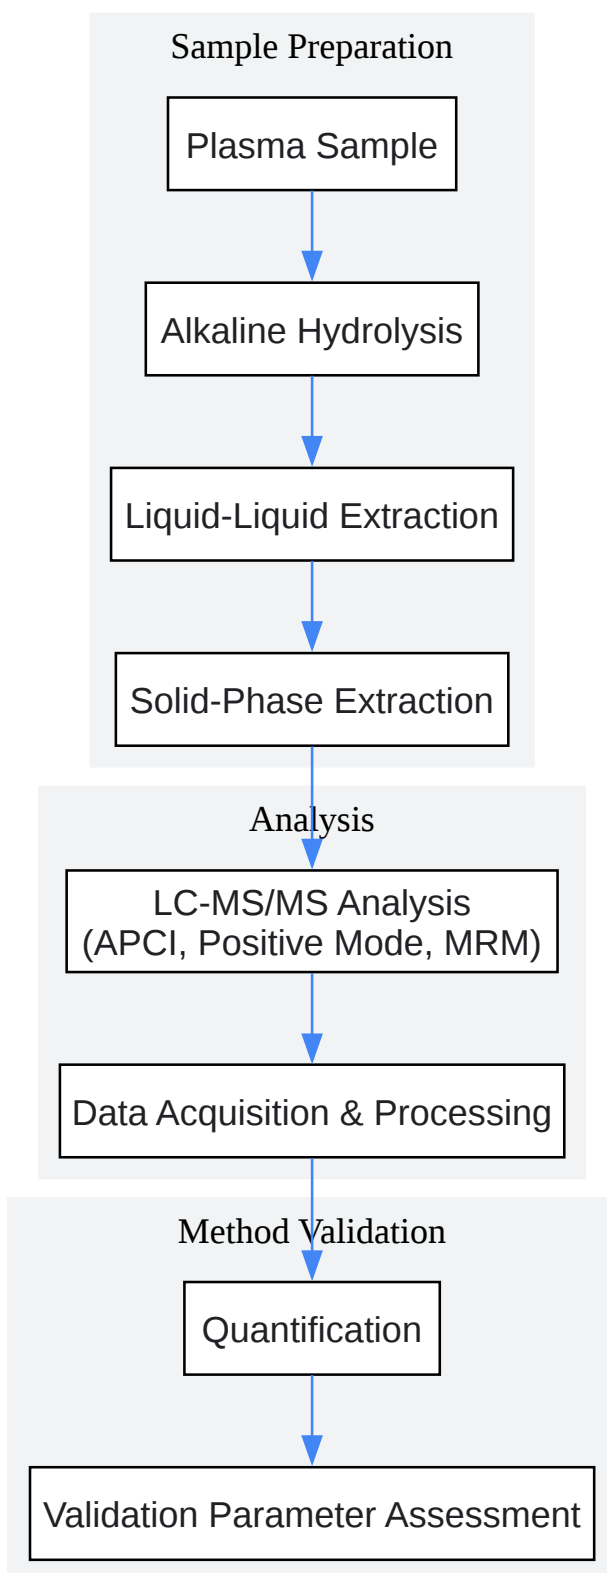 Sample Preparation
Plasma Sample
Alkaline Hydrolysis
Liquid-Liquid Extraction
Solid-Phase Extraction
Analysis
LC-MS/MS Analysis
(APCI, Positive Mode, MRM)
Data Acquisition & Processing
Method Validation
Quantification
Validation Parameter Assessment